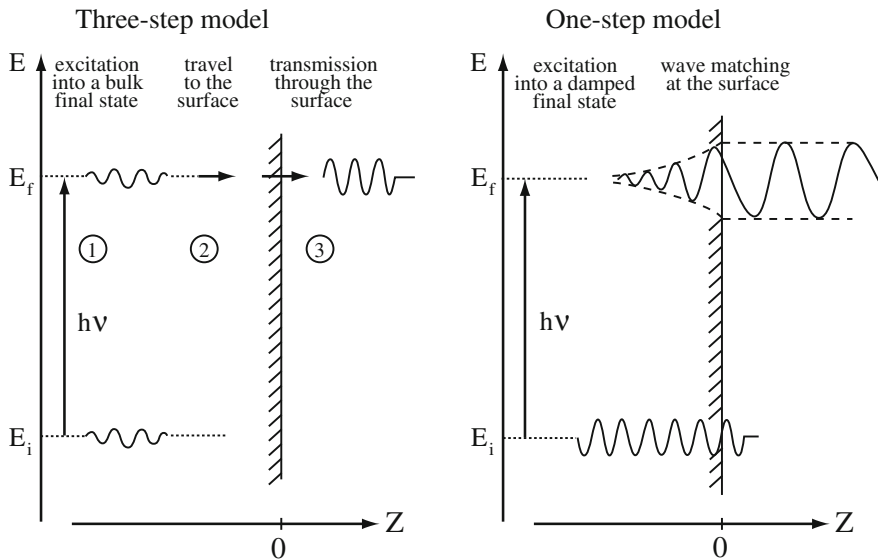 Three-step model
E
excitation
into a bulk
final state
travel
to the
surface
transmission
through the
surface
E_f
1
2
3
hν
E_i
Z
0
One-step model
E
excitation
into a damped
final state
wave matching
at the surface
E_f
hν
E_i
Z
0